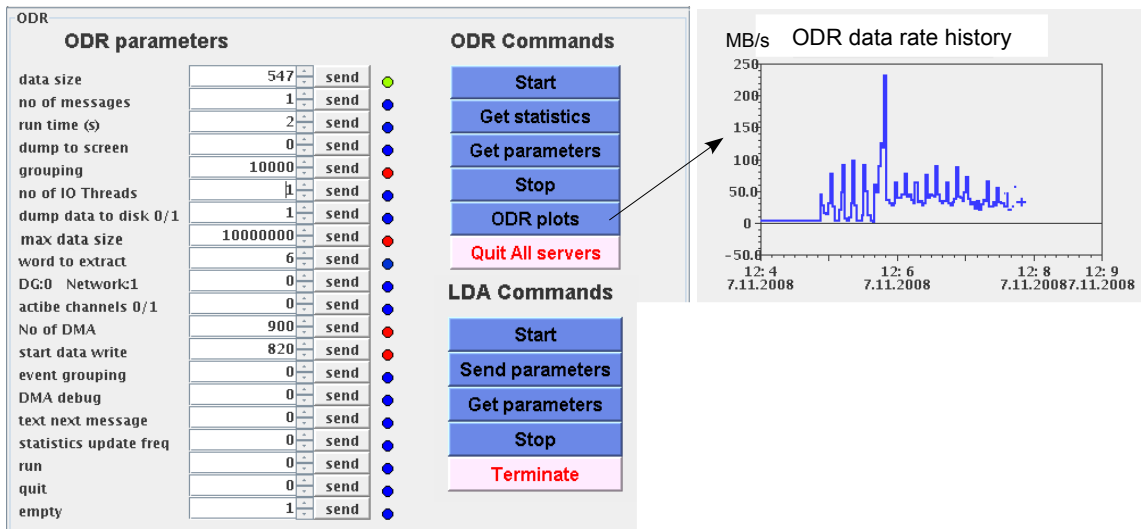 ODR
ODR parameters
data size 547 send
no of messages 1 send
run time (s) 2 send
dump to screen 0 send
grouping 10000 send
no of IO Threads 1 send
dump data to disk 0/1 1 send
max data size 10000000 send
word to extract 6 send
DG:0 Network:1 0 send
actibe channels 0/1 0 send
No of DMA 900 send
start data write 820 send
event grouping 0 send
DMA debug 0 send
text next message 0 send
statistics update freq 0 send
run 0 send
quit 0 send
empty 1 send
ODR Commands
Start
Get statistics
Get parameters
Stop
ODR plots
Quit All servers
LDA Commands
Start
Send parameters
Get parameters
Stop
Terminate
MB/s ODR data rate history
250
200
150
100
50.0
0
-50.0
12:4 12:6 12:8 12:9
7.11.2008 7.11.2008 7.11.2008 7.11.2008